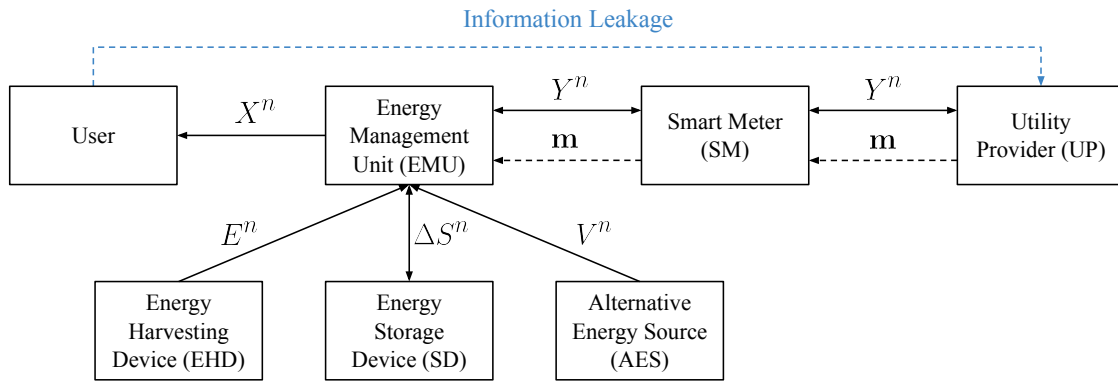 Information Leakage
User
X^n
Energy
Management
Unit (EMU)
Y^n
m
Smart Meter
(SM)
Y^n
m
Utility
Provider (UP)
E^n
ΔS^n
V^n
Energy
Harvesting
Device (EHD)
Energy
Storage
Device (SD)
Alternative
Energy Source
(AES)